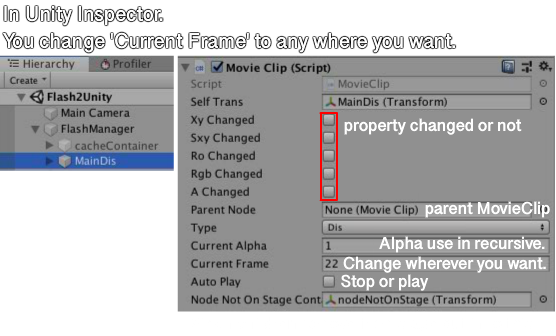 In Unity Inspector.
You change 'Current Frame' to any where you want.
Hierarchy Profiler
Create
Flash2Unity
Main Camera
FlashManager
cacheContainer
MainDis
Movie Clip (Script)
Script MovieClip
Self Trans MainDis (Transform)
Xy Changed property changed or not
Sxy Changed
Ro Changed
Rgb Changed
A Changed
Parent Node None (Movie Clip) parent MovieClip
Type Dis
Current Alpha 1 Alpha use in recursive.
Current Frame 22 Change wherever you want.
Auto Play Stop or play
Node Not On Stage Cont nodeNotOnStage (Transform)